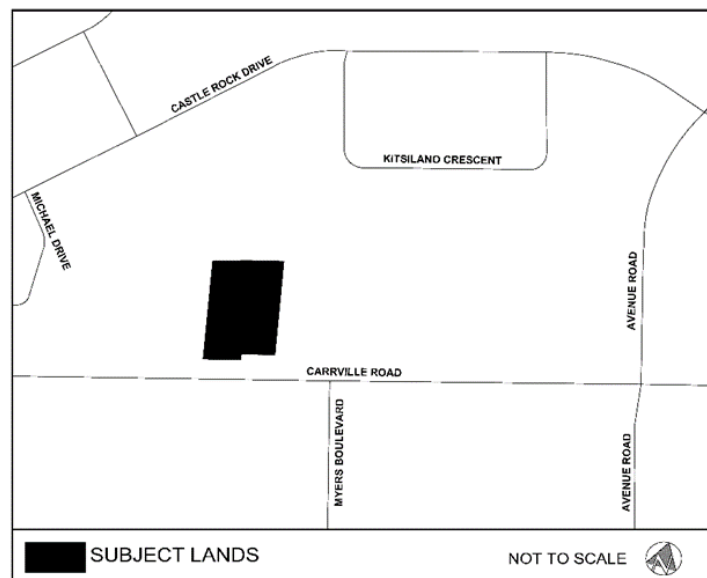 CASTLE ROCK DRIVE
KITSILAND CRESCENT
MICHAEL DRIVE
AVENUE ROAD
CARRVILLE ROAD
MYERS BOULEVARD
AVENUE ROAD
SUBJECT LANDS
NOT TO SCALE